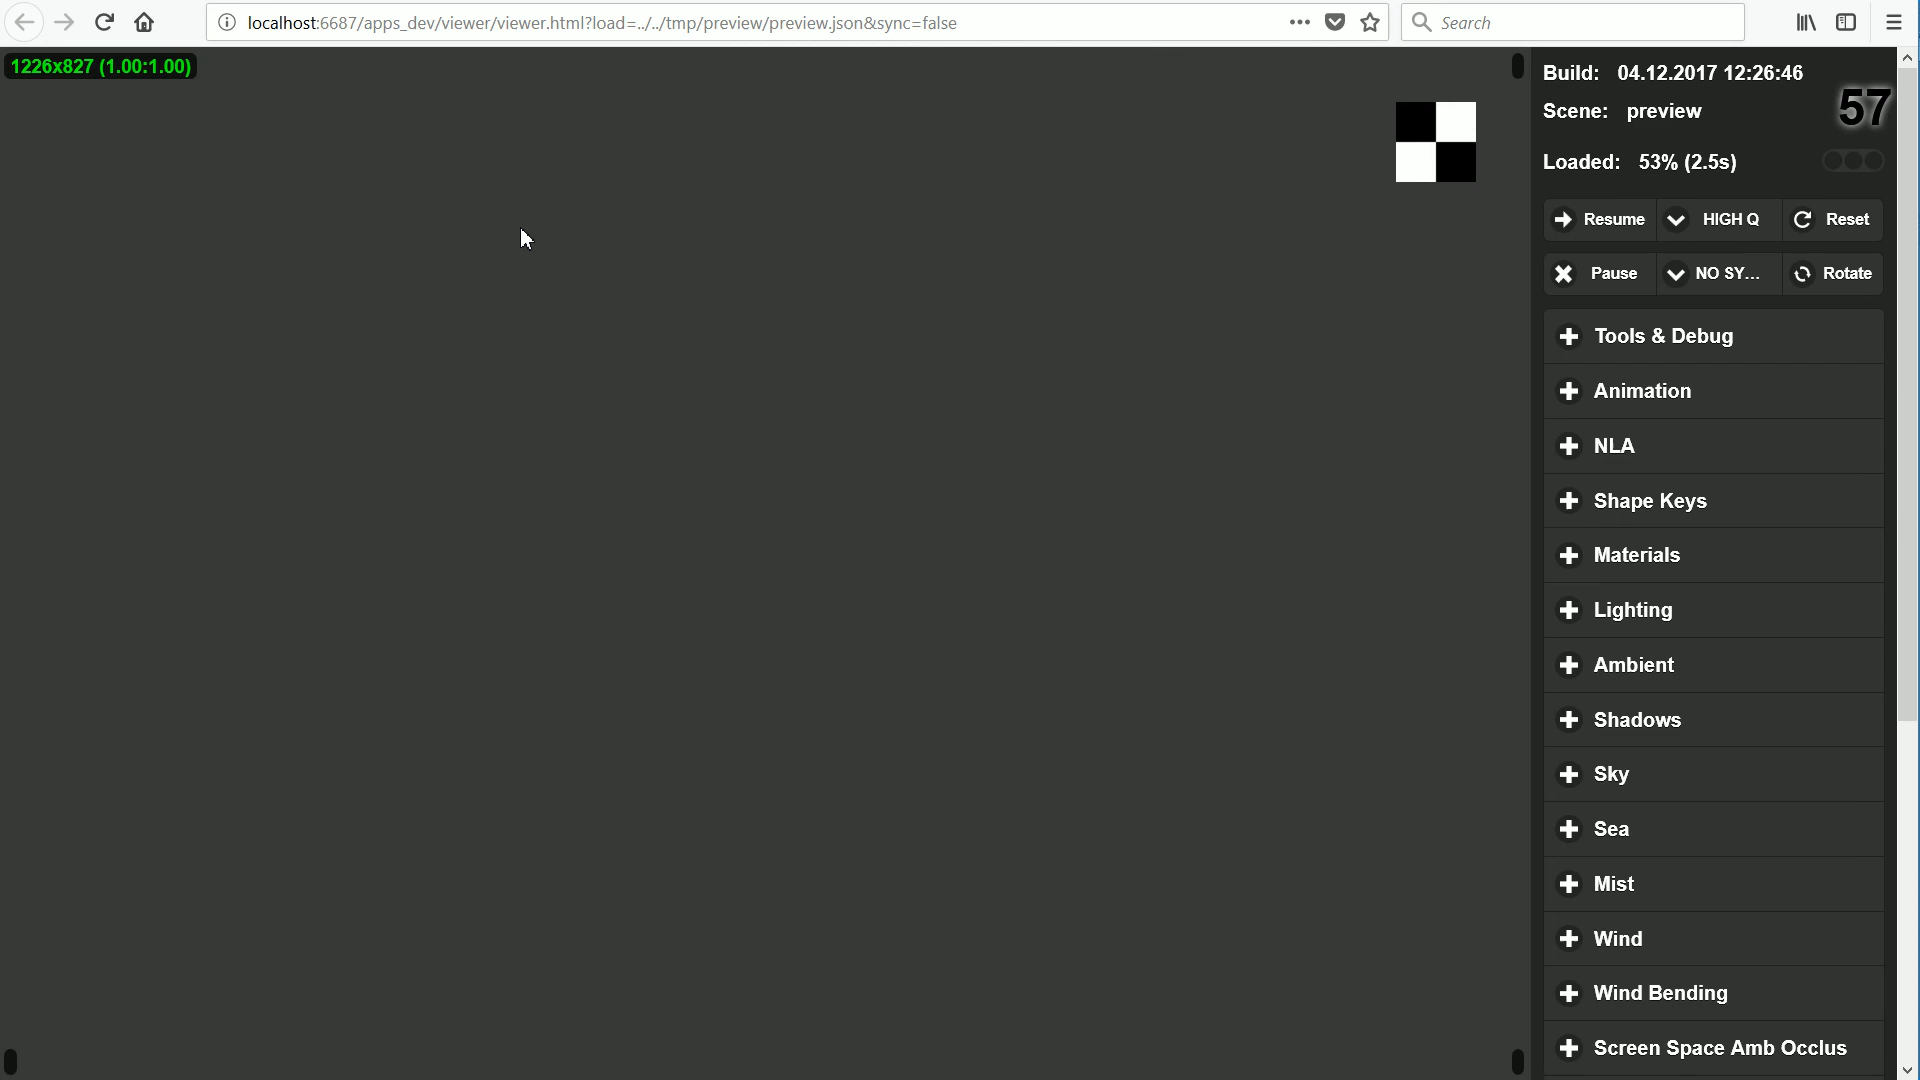 localhost:6687/apps_dev/viewer/viewer.html?load=../../tmp/preview/preview.json&sync=false
Search
1226x827 (1.00:1.00)
Build: 04.12.2017 12:26:46
Scene: preview
57
Loaded: 53% (2.5s)
Resume HIGH Q Reset
Pause NO SY... Rotate
Tools & Debug
Animation
NLA
Shape Keys
Materials
Lighting
Ambient
Shadows
Sky
Sea
Mist
Wind
Wind Bending
Screen Space Amb Occlus